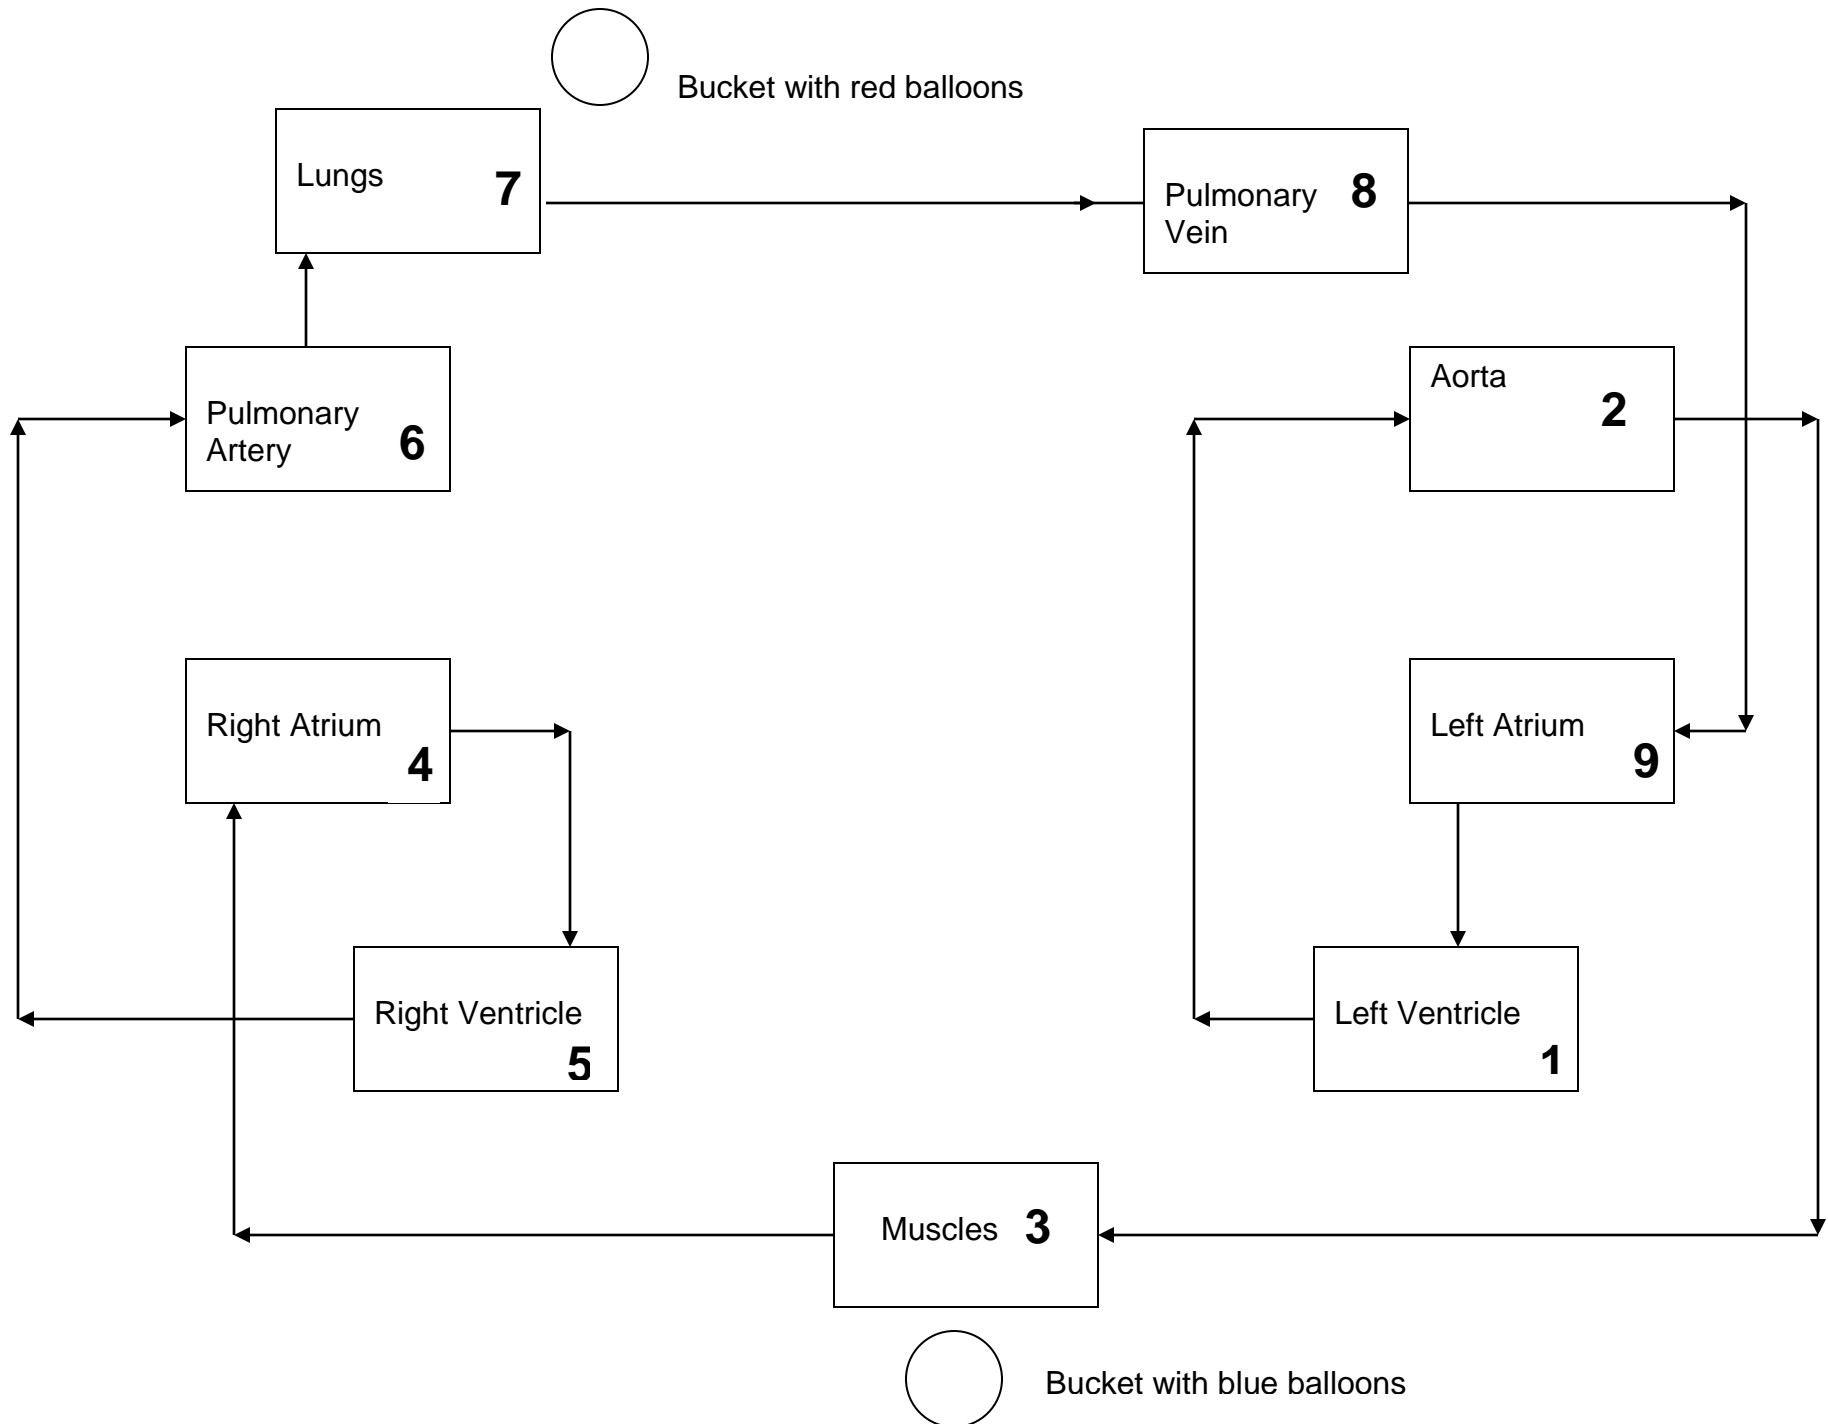 Bucket with red balloons
Lungs 7
Pulmonary 8
Vein
Aorta
2
Pulmonary
Artery 6
Right Atrium
4
Left Atrium
9
Right Ventricle
5
Left Ventricle
1
Muscles 3
Bucket with blue balloons